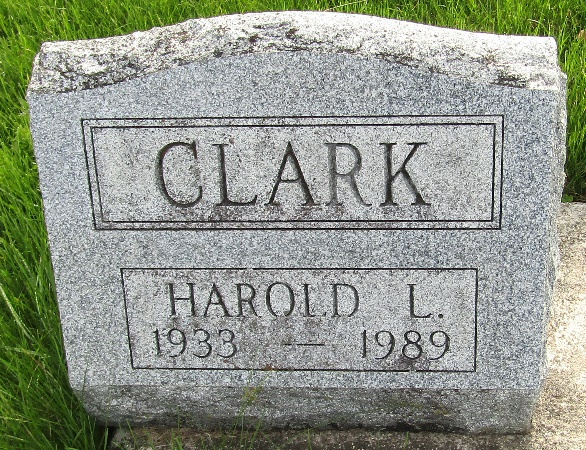 CLARK
HAROLD L.
1933 — 1989